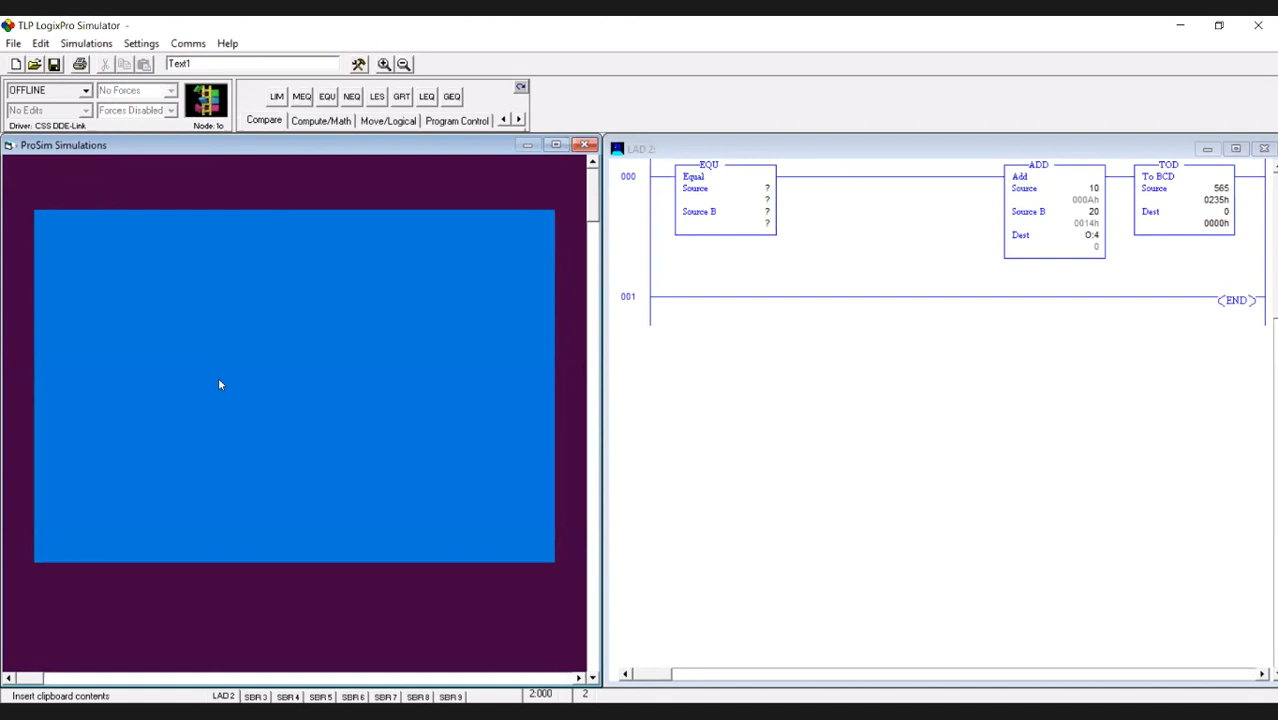 TLP LogixPro Simulator -
File Edit Simulations Settings Comms Help
Text1
OFFLINE No Forces
No Edits Forces Disabled
Driver: CSS DDE-Link Node: 1o
LIM MEQ EQU NEQ LES GRT LEQ GEQ
Compare Compute/Math Move/Logical Program Control
ProSim Simulations
LAD 2:
000
EQU
Equal
Source ?
?
Source B ?
?
ADD
Add
Source 10
000Ah
Source B 20
0014h
Dest O:4
0
TOD
To BCD
Source 565
0235h
Dest 0
0000h
001
END
Insert clipboard contents LAD 2 SBR 3 SBR 4 SBR 5 SBR 6 SBR 7 SBR 8 SBR 9 2:000 2